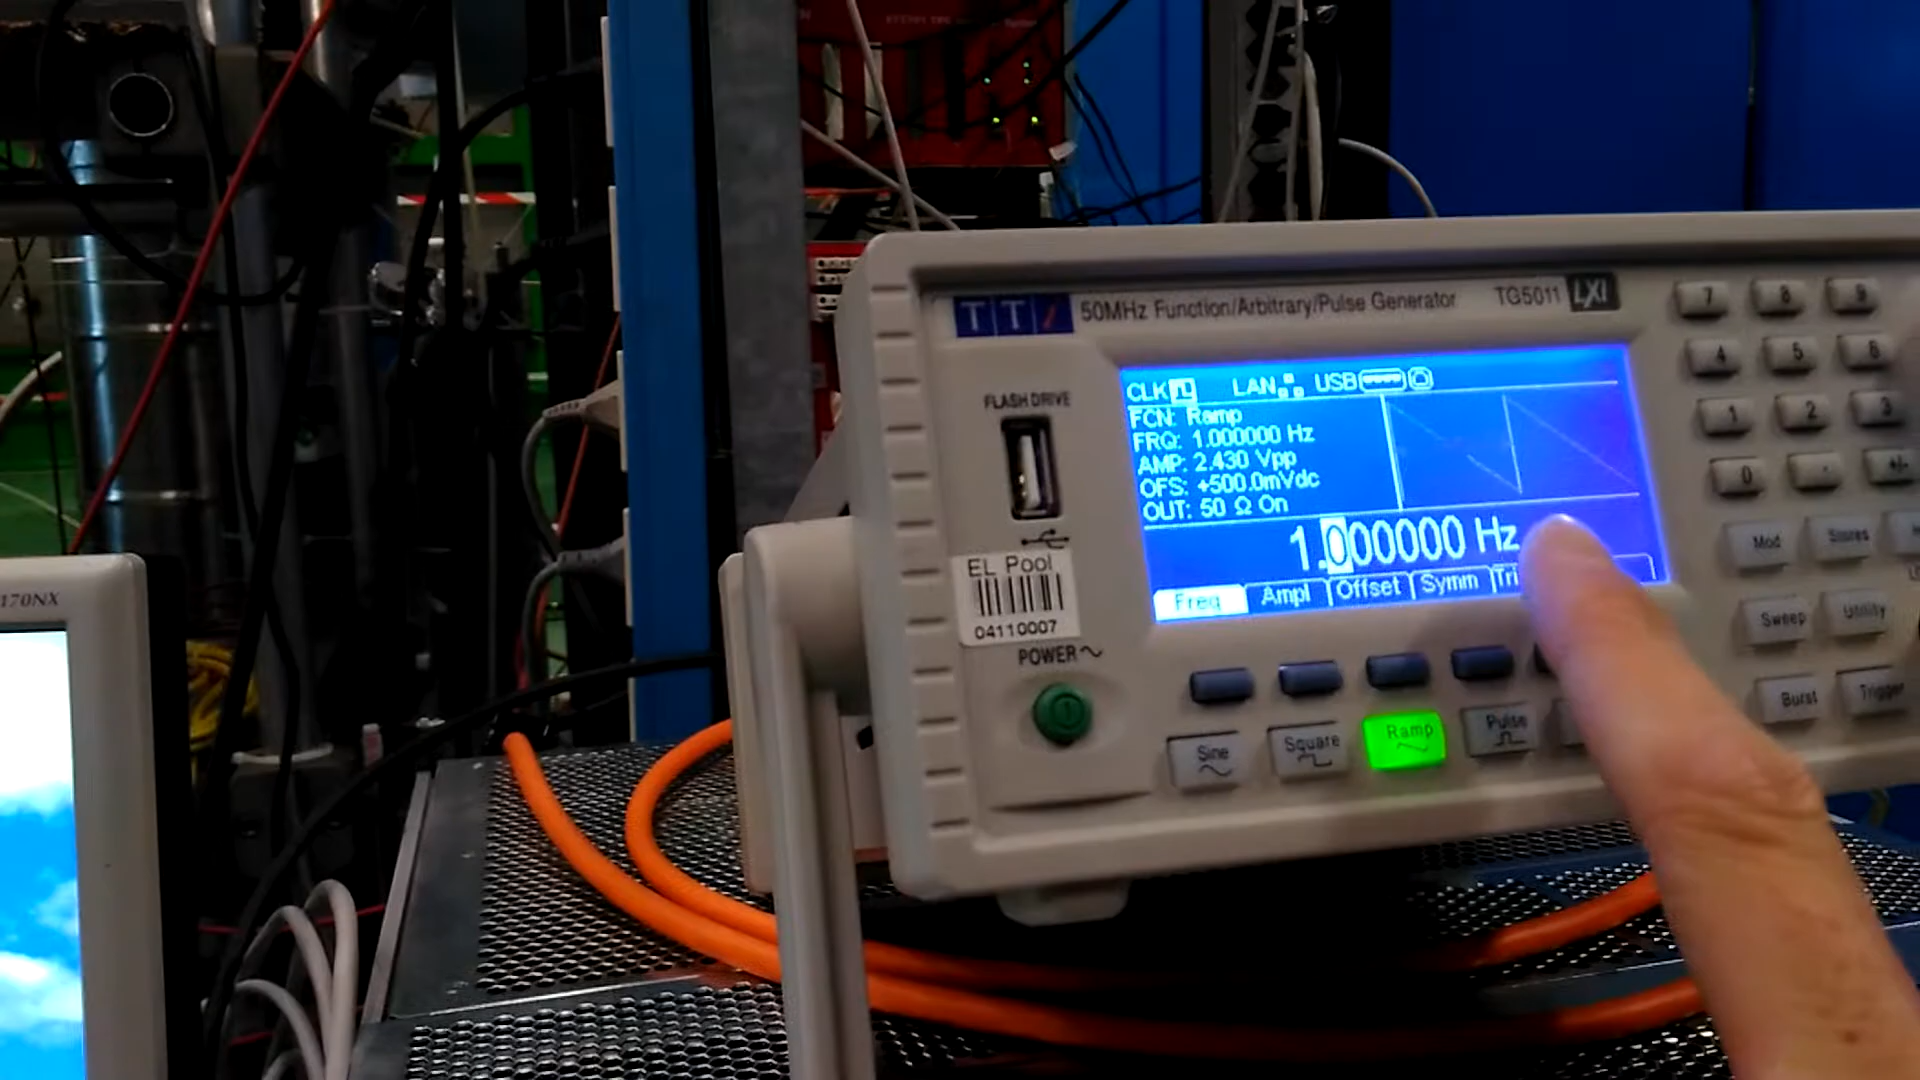 TTi 50MHz Function/Arbitrary/Pulse Generator TG5011 LXI
FLASH DRIVE
CLK LAN USB
FCN: Ramp
FRQ: 1.000000 Hz
AMP: 2.430 Vpp
OFS: +500.0mVdc
OUT: 50 Ω On
1.000000 Hz
Freq Ampl Offset Symm Tri
EL Pool
04110007
POWER
Sine Square Ramp Pulse
7 8 9
4 5 6
1 2 3
0 . +/-
Mod Stores
Sweep Utility
Burst Trigger
170NX